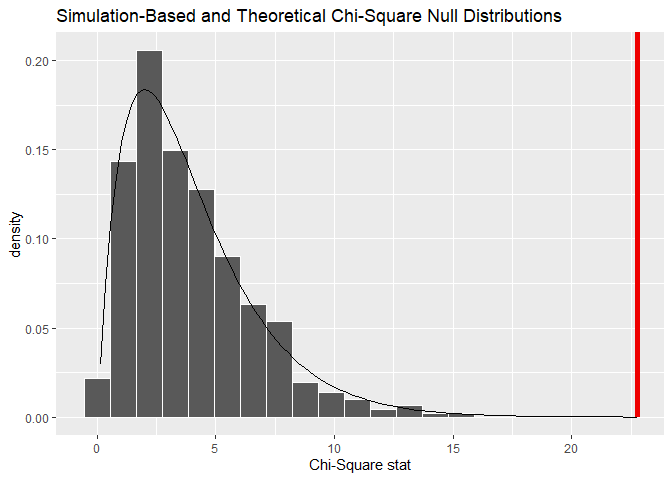 Simulation-Based and Theoretical Chi-Square Null Distributions
0.20
0.15
0.10
0.05
0.00
density
0 5 10 15 20
Chi-Square stat